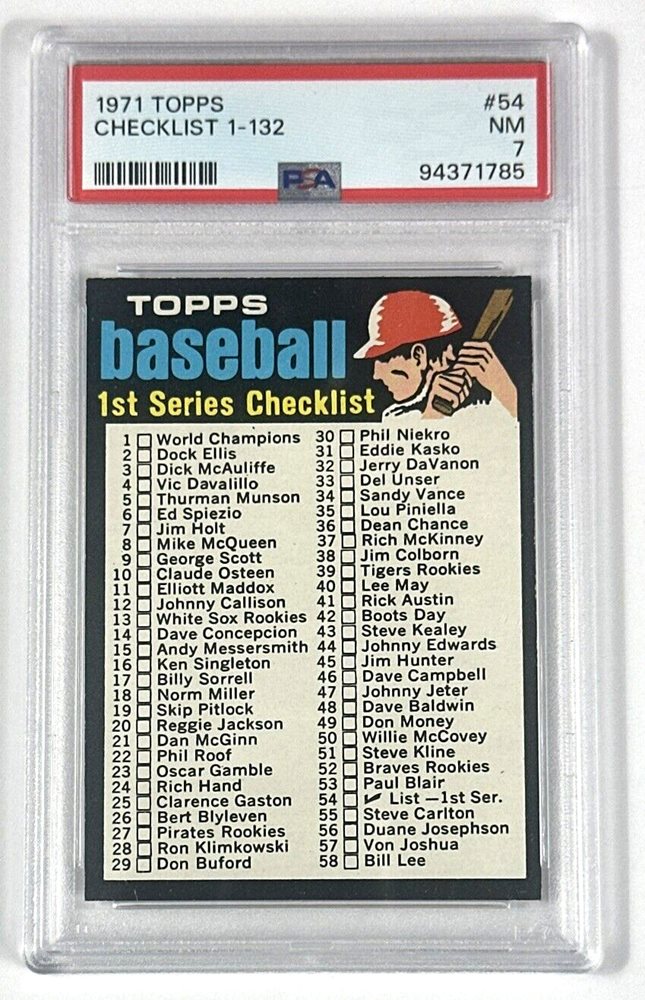 1971 TOPPS #54
CHECKLIST 1-132 NM
7
PSA 94371785
TOPPS
baseball
1st Series Checklist
1 World Champions
2 Dock Ellis
3 Dick McAuliffe
4 Vic Davalillo
5 Thurman Munson
6 Ed Spiezio
7 Jim Holt
8 Mike McQueen
9 George Scott
10 Claude Osteen
11 Elliott Maddox
12 Johnny Callison
13 White Sox Rookies
14 Dave Concepcion
15 Andy Messersmith
16 Ken Singleton
17 Billy Sorrell
18 Norm Miller
19 Skip Pitlock
20 Reggie Jackson
21 Dan McGinn
22 Phil Roof
23 Oscar Gamble
24 Rich Hand
25 Clarence Gaston
26 Bert Blyleven
27 Pirates Rookies
28 Ron Klimkowski
29 Don Buford
30 Phil Niekro
31 Eddie Kasko
32 Jerry DaVanon
33 Del Unser
34 Sandy Vance
35 Lou Piniella
36 Dean Chance
37 Rich McKinney
38 Jim Colborn
39 Tigers Rookies
40 Lee May
41 Rick Austin
42 Boots Day
43 Steve Kealey
44 Johnny Edwards
45 Jim Hunter
46 Dave Campbell
47 Johnny Jeter
48 Dave Baldwin
49 Don Money
50 Willie McCovey
51 Steve Kline
52 Braves Rookies
53 Paul Blair
54 ✓ List —1st Ser.
55 Steve Carlton
56 Duane Josephson
57 Von Joshua
58 Bill Lee